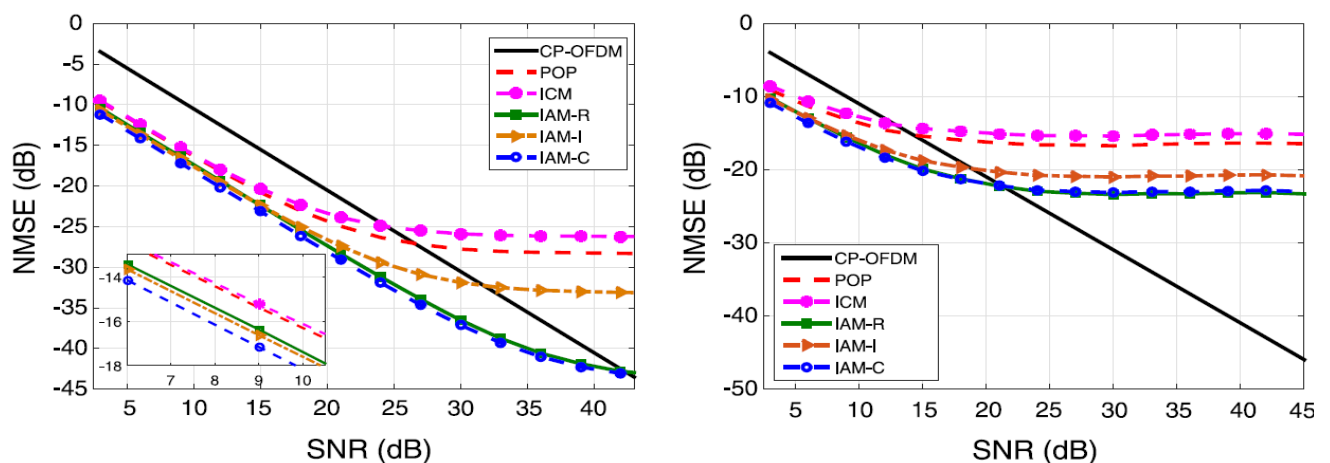 0
-5
-10
-15
-20
-25
-30
-35
-40
-45
NMSE (dB)
CP-OFDM
POP
ICM
IAM-R
IAM-I
IAM-C
-14
-16
-18
7 8 9 10
5 10 15 20 25 30 35 40
SNR (dB)
0
-10
-20
-30
-40
-50
NMSE (dB)
CP-OFDM
POP
ICM
IAM-R
IAM-I
IAM-C
5 10 15 20 25 30 35 40 45
SNR (dB)